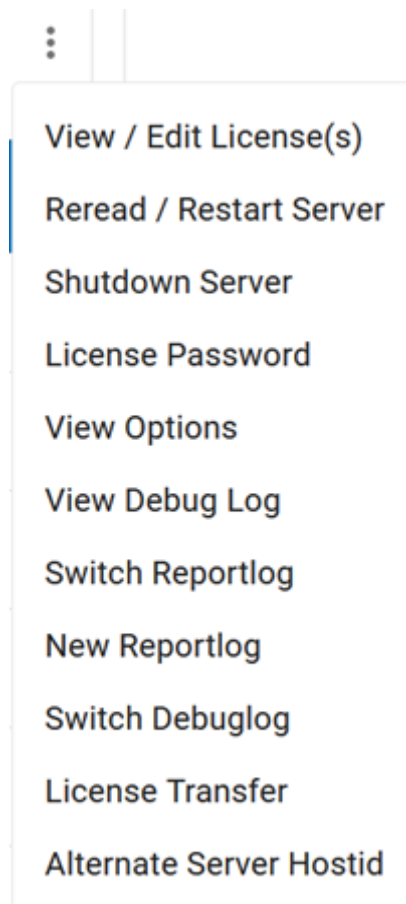 View / Edit License(s)
Reread / Restart Server
Shutdown Server
License Password
View Options
View Debug Log
Switch Reportlog
New Reportlog
Switch Debuglog
License Transfer
Alternate Server Hostid